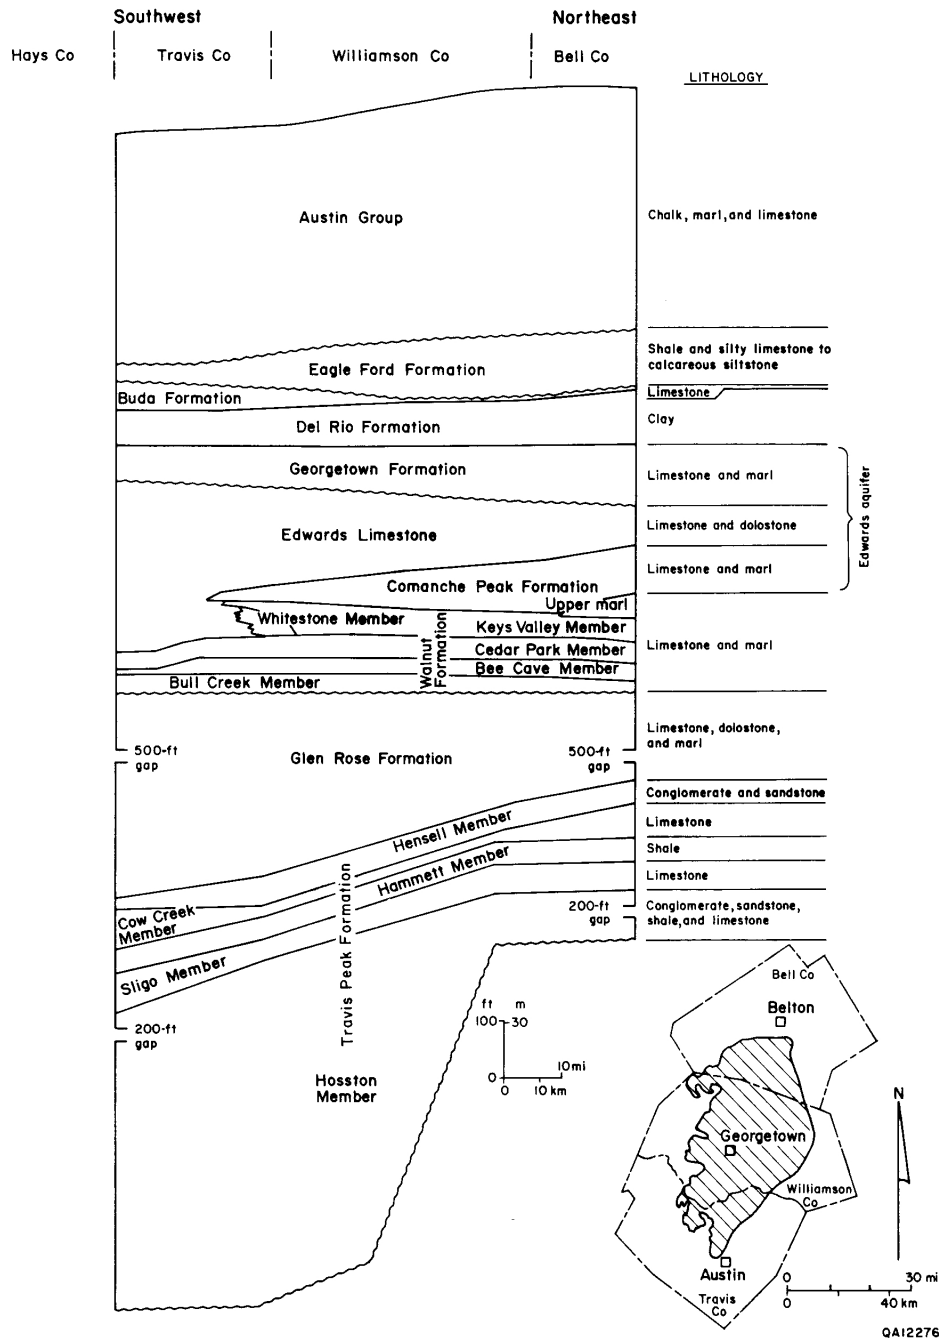 Southwest
Northeast
Hays Co
Travis Co
Williamson Co
Bell Co
LITHOLOGY
Austin Group
Chalk, marl, and limestone
Eagle Ford Formation
Shale and silty limestone to
calcareous siltstone
Buda Formation
Limestone
Del Rio Formation
Clay
Georgetown Formation
Limestone and marl
Edwards Limestone
Limestone and dolostone
Edwards aquifer
Comanche Peak Formation
Limestone and marl
Upper marl
Whitestone Member
Keys Valley Member
Cedar Park Member
Bee Cave Member
Walnut
Formation
Limestone and marl
Bull Creek Member
Limestone, dolostone,
and marl
500-ft
gap
Glen Rose Formation
500-ft
gap
Conglomerate and sandstone
Hensell Member
Limestone
Shale
Hammett Member
Limestone
Cow Creek
Member
Travis Peak Formation
200-ft
gap
Conglomerate, sandstone,
shale, and limestone
Sligo Member
200-ft
gap
Hosston
Member
ft m
100 30
0
10 mi
0 10 km
Bell Co
Belton
N
Georgetown
Williamson
Co
Austin
Travis
Co
0 30 mi
0 40 km
QA12276